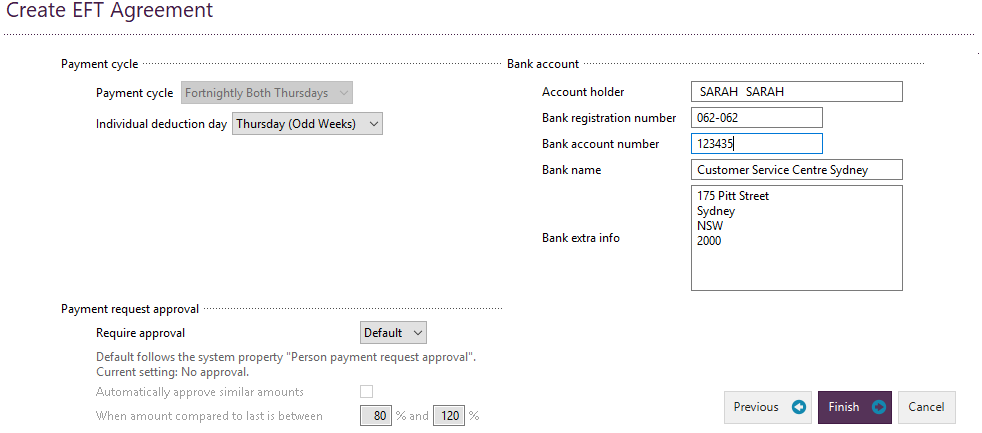 Create EFT Agreement
Payment cycle
Payment cycle Fortnightly Both Thursdays
Individual deduction day Thursday (Odd Weeks)
Bank account
Account holder SARAH SARAH
Bank registration number 062-062
Bank account number 123435
Bank name Customer Service Centre Sydney
Bank extra info
175 Pitt Street
Sydney
NSW
2000
Payment request approval
Require approval Default
Default follows the system property "Person payment request approval".
Current setting: No approval.
Automatically approve similar amounts
When amount compared to last is between 80 % and 120 %
Previous Finish Cancel